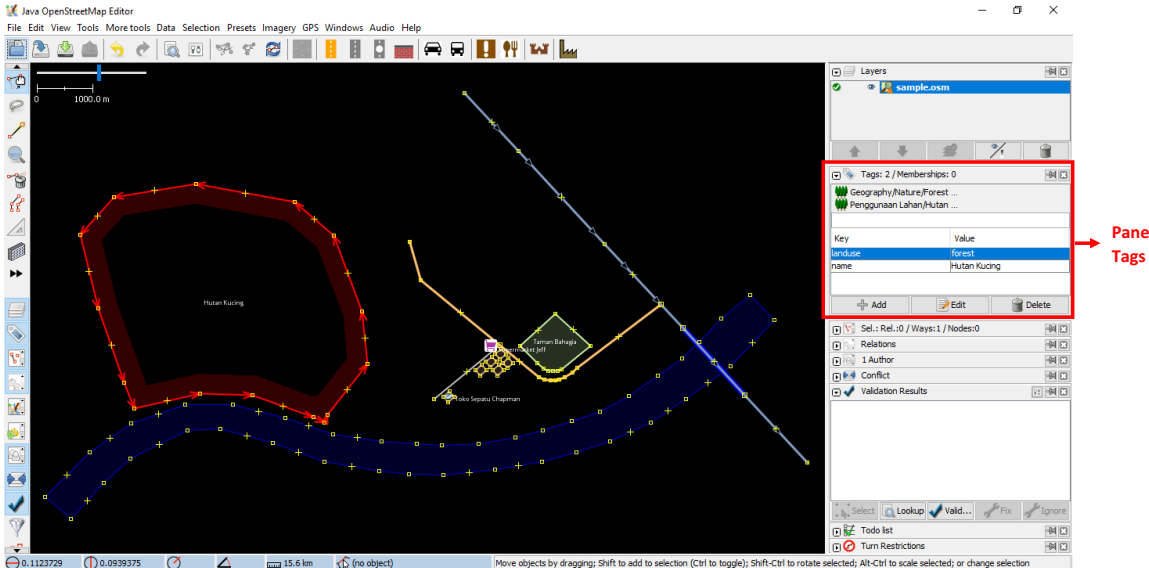 Java OpenStreetMap Editor
File Edit View Tools More tools Data Selection Presets Imagery GPS Windows Audio Help
0 1000.0 m
Layers
sample.osm
Tags: 2 / Memberships: 0
Geography/Nature/Forest ...
Penggunaan Lahan/Hutan ...
Key Value
landuse forest
name Hutan Kucing
Add Edit Delete
Pane
Tags
Hutan Kucing
Taman Bahagia
Supermarket Jeff
Toko Sepatu Chapman
Sel.: Rel.:0 / Ways:1 / Nodes:0
Relations
1 Author
Conflict
Validation Results
Select Lookup Valid... Fix Ignore
Todo list
Turn Restrictions
0.1123729 0.0939375 15.6 km (no object) Move objects by dragging; Shift to add to selection (Ctrl to toggle); Shift-Ctrl to rotate selected; Alt-Ctrl to scale selected; or change selection